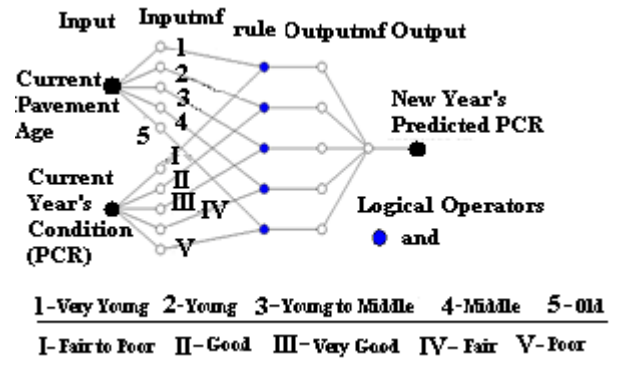 Input Inputmf rule Outputmf Output
Current Pavement Age
1
2
3
4
5
Current Year's Condition (PCR)
I
II
III
IV
V
New Year's Predicted PCR
Logical Operators
and
1-Very Young 2-Young 3-Young to Middle 4-Middle 5-Old
I-Fair to Poor II-Good III-Very Good IV-Fair V-Poor